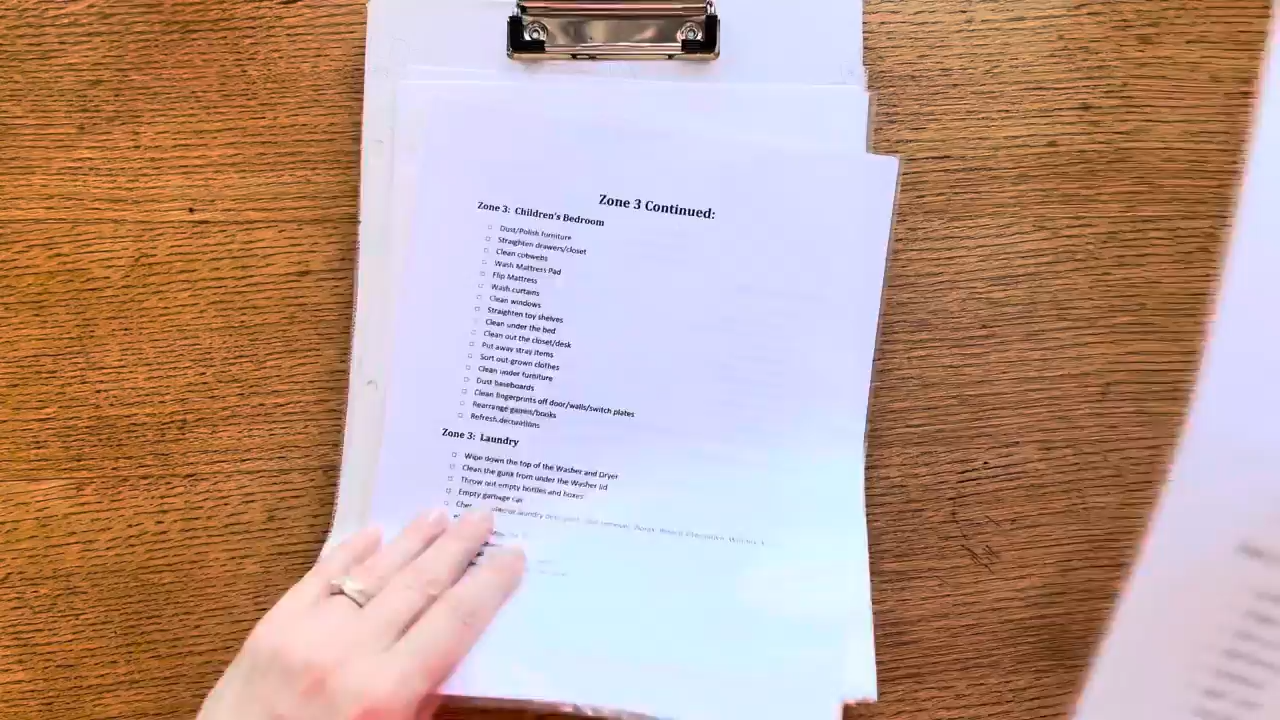 Zone 3 Continued:
Zone 3: Children's Bedroom
Dust/Polish furniture
Straighten drawers/closet
Clean cobwebs
Wash Mattress Pad
Flip Mattress
Wash curtains
Clean windows
Straighten toy shelves
Clean under the bed
Clean out the closet/desk
Put away stray items
Sort out-grown clothes
Clean under furniture
Dust baseboards
Clean fingerprints off door/walls/switch plates
Rearrange games/books
Refresh decorations
Zone 3: Laundry
Wipe down the top of the Washer and Dryer
Clean the gunk from under the Washer lid
Throw out empty bottles and boxes
Empty garbage can
laundry detergent,